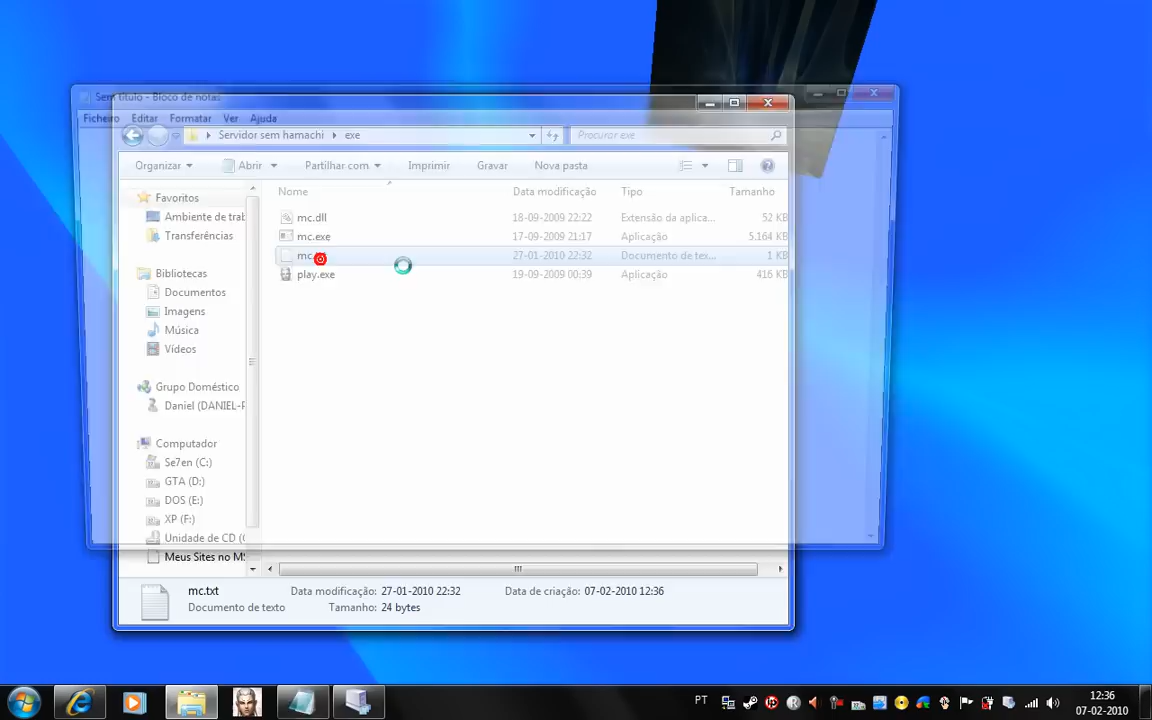 Sem título - Bloco de notas
Ficheiro Editar Formatar Ver Ajuda
Servidor sem hamachi exe
Procurar exe
Organizar Abrir Partilhar com Imprimir Gravar Nova pasta
Nome Data modificação Tipo Tamanho
mc.dll 18-09-2009 22:22 Extensão da aplica... 52 KB
mc.exe 17-09-2009 21:17 Aplicação 5.164 KB
27-01-2010 22:32 Documento de tex... 1 KB
play.exe 19-09-2009 00:39 Aplicação 416 KB
Favoritos
Ambiente de trab
Transferências
Bibliotecas
Documentos
Imagens
Música
Vídeos
Grupo Doméstico
Daniel (DANIEL-P
Computador
Se7en (C:)
GTA (D:)
DOS (E:)
XP (F:)
Unidade de CD (
Meus Sites no MS
mc.txt Data modificação: 27-01-2010 22:32 Data de criação: 07-02-2010 12:36
Documento de texto Tamanho: 24 bytes
PT
12:36
07-02-2010